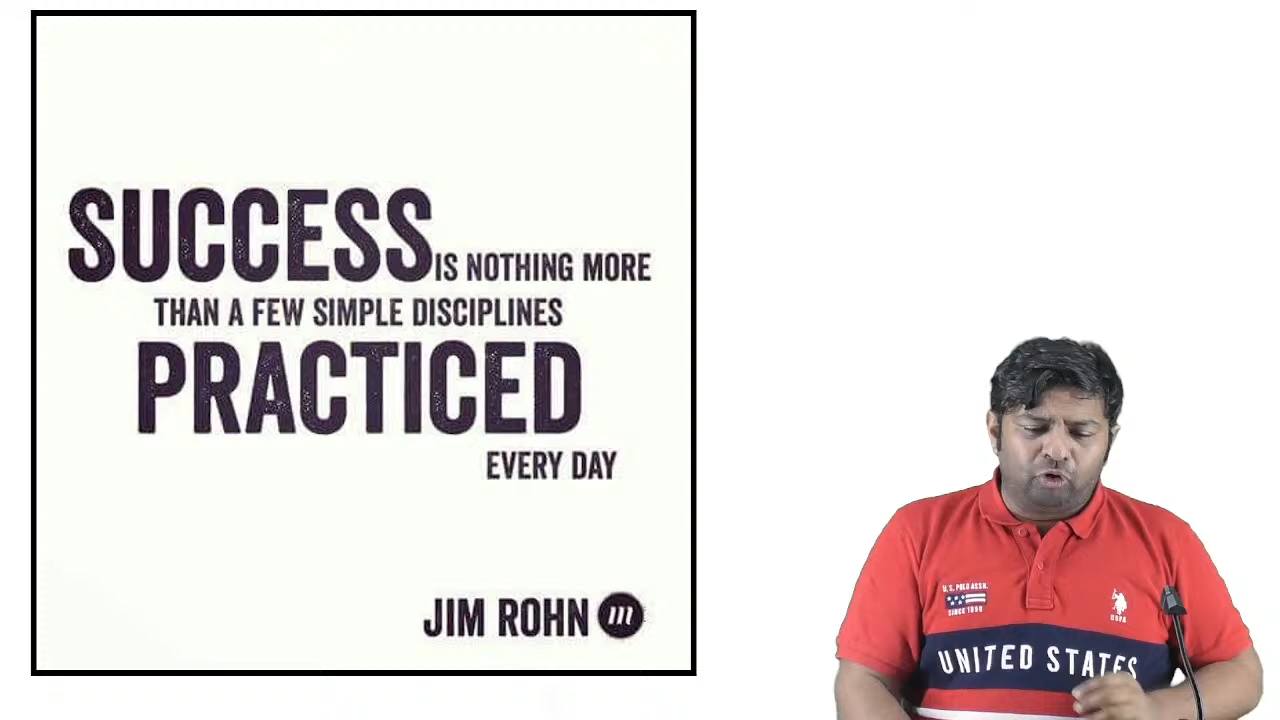 SUCCESS IS NOTHING MORE
THAN A FEW SIMPLE DISCIPLINES
PRACTICED
EVERY DAY
JIM ROHN m
U.S. POLO ASSN.
SINCE 1890
USPA
UNITED STATES